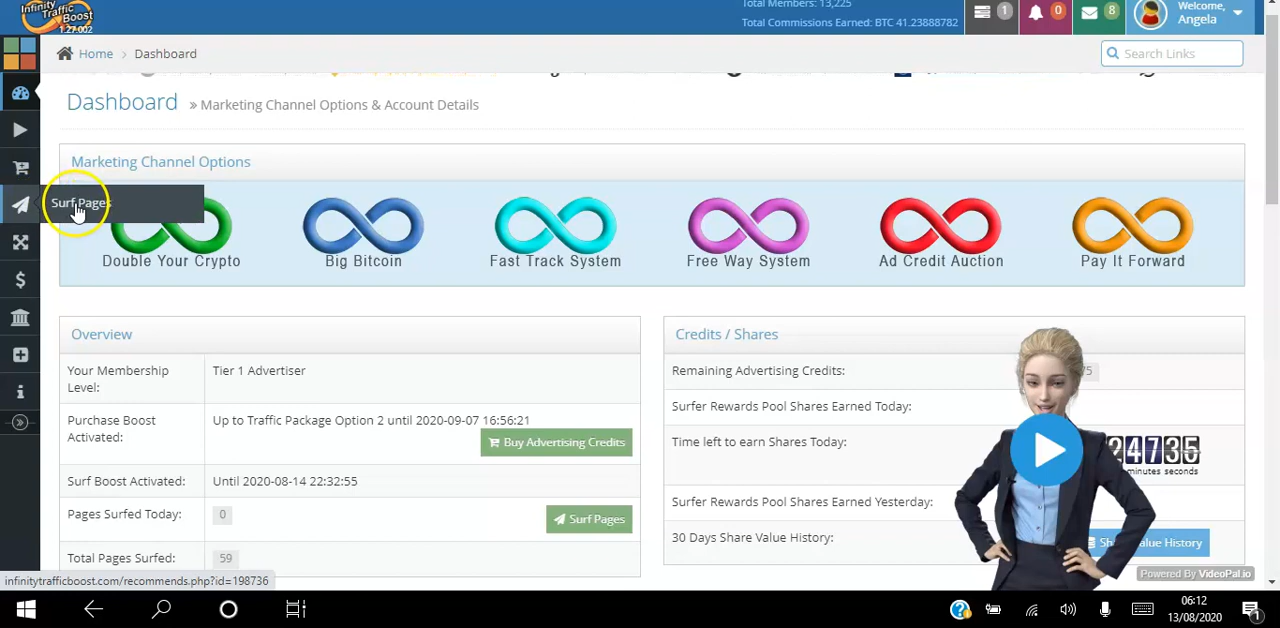 Infinity
Traffic
Boost
1.27-002
Total Members: 13,225
Total Commissions Earned: BTC 41.23888782
1
0
8
Welcome,
Angela
Home > Dashboard
Search Links
Dashboard » Marketing Channel Options & Account Details
Marketing Channel Options
Surf Pages
Double Your Crypto
Big Bitcoin
Fast Track System
Free Way System
Ad Credit Auction
Pay It Forward
Overview
Your Membership
Level:
Tier 1 Advertiser
Purchase Boost
Activated:
Up to Traffic Package Option 2 until 2020-09-07 16:56:21
Buy Advertising Credits
Surf Boost Activated:
Until 2020-08-14 22:32:55
Pages Surfed Today:
0
Surf Pages
Total Pages Surfed:
59
Credits / Shares
Remaining Advertising Credits:
Surfer Rewards Pool Shares Earned Today:
Time left to earn Shares Today:
minutes seconds
Surfer Rewards Pool Shares Earned Yesterday:
30 Days Share Value History:
Value History
Powered By VideoPal.io
infinitytrafficboost.com/recommends.php?id=198736
06:12
13/08/2020
1